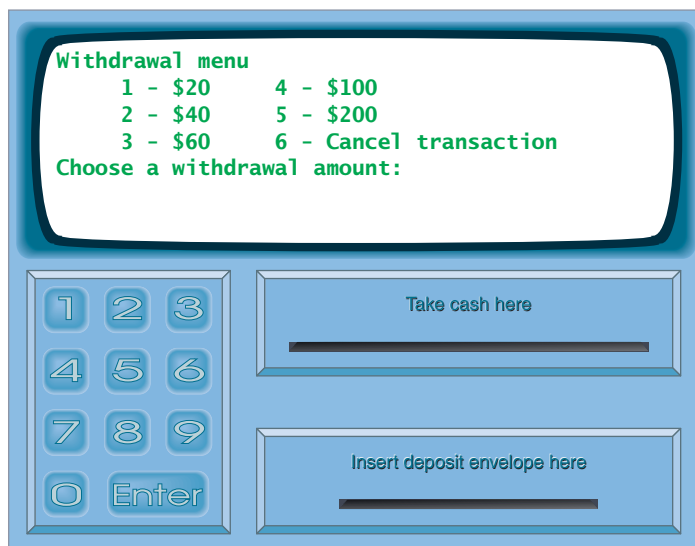 Withdrawal menu
1 - $20 4 - $100
2 - $40 5 - $200
3 - $60 6 - Cancel transaction
Choose a withdrawal amount:
1 2 3
4 5 6
7 8 9
0 Enter
Take cash here
Insert deposit envelope here